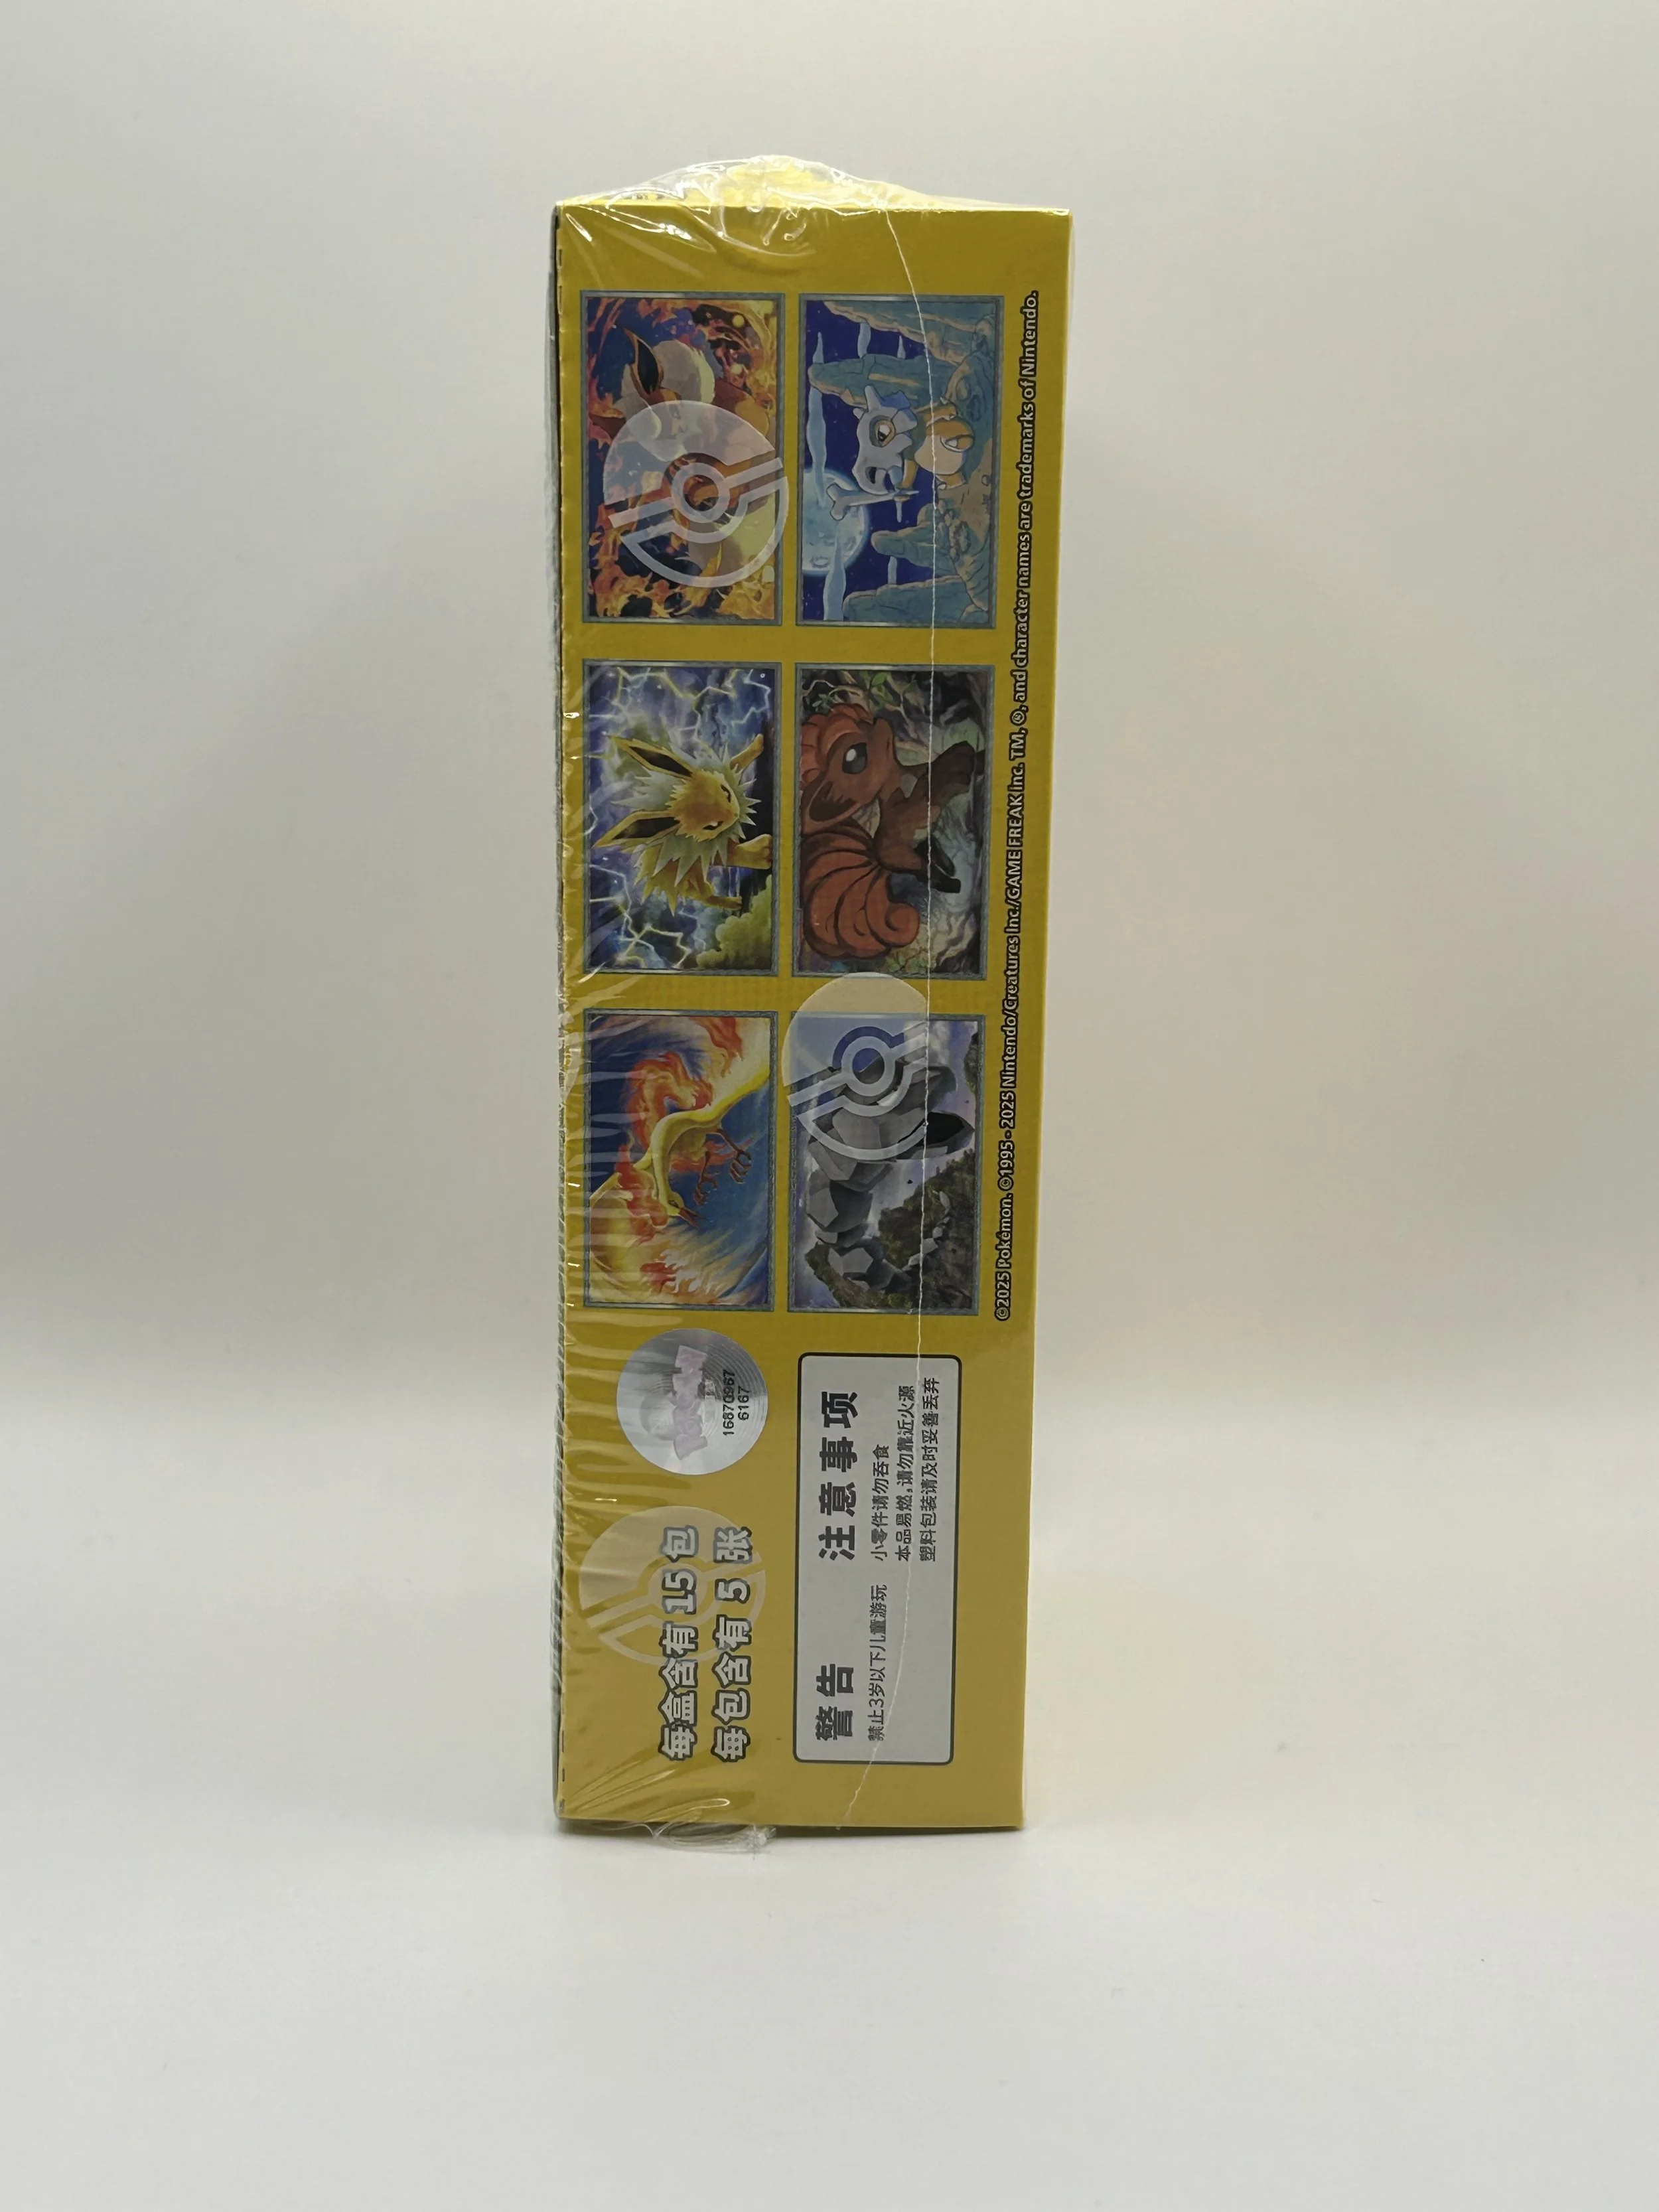 每盒含有 15 包
每包含有 5 张
POKÉMON
16870967
6167
警告
禁止3岁以下儿童游玩
注意事项
小零件请勿吞食
本品易燃,请勿靠近火源
塑料包装请及时妥善丢弃
©2025 Pokémon. ©1995-2025 Nintendo/Creatures Inc./GAME FREAK inc. TM, ®, and character names are trademarks of Nintendo.